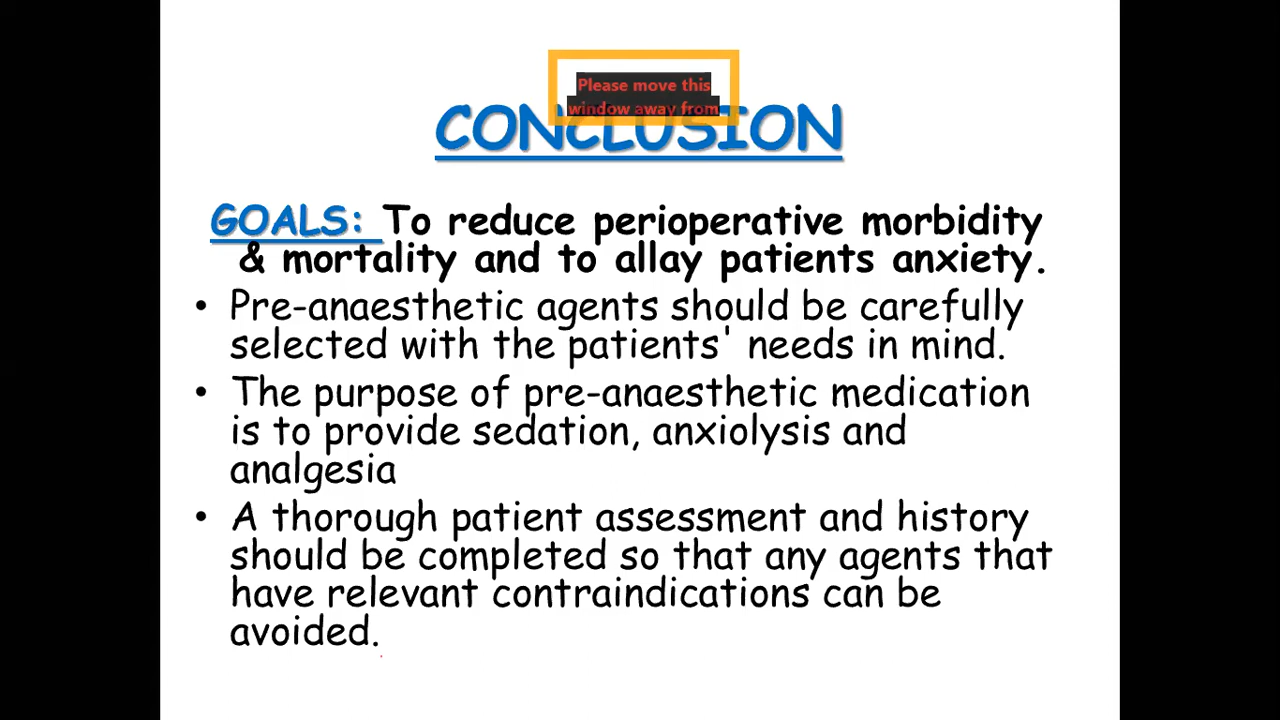 Please move this
window away from
CONCLUSION
GOALS: To reduce perioperative morbidity
& mortality and to allay patients anxiety.
• Pre-anaesthetic agents should be carefully
selected with the patients' needs in mind.
• The purpose of pre-anaesthetic medication
is to provide sedation, anxiolysis and
analgesia
• A thorough patient assessment and history
should be completed so that any agents that
have relevant contraindications can be
avoided.